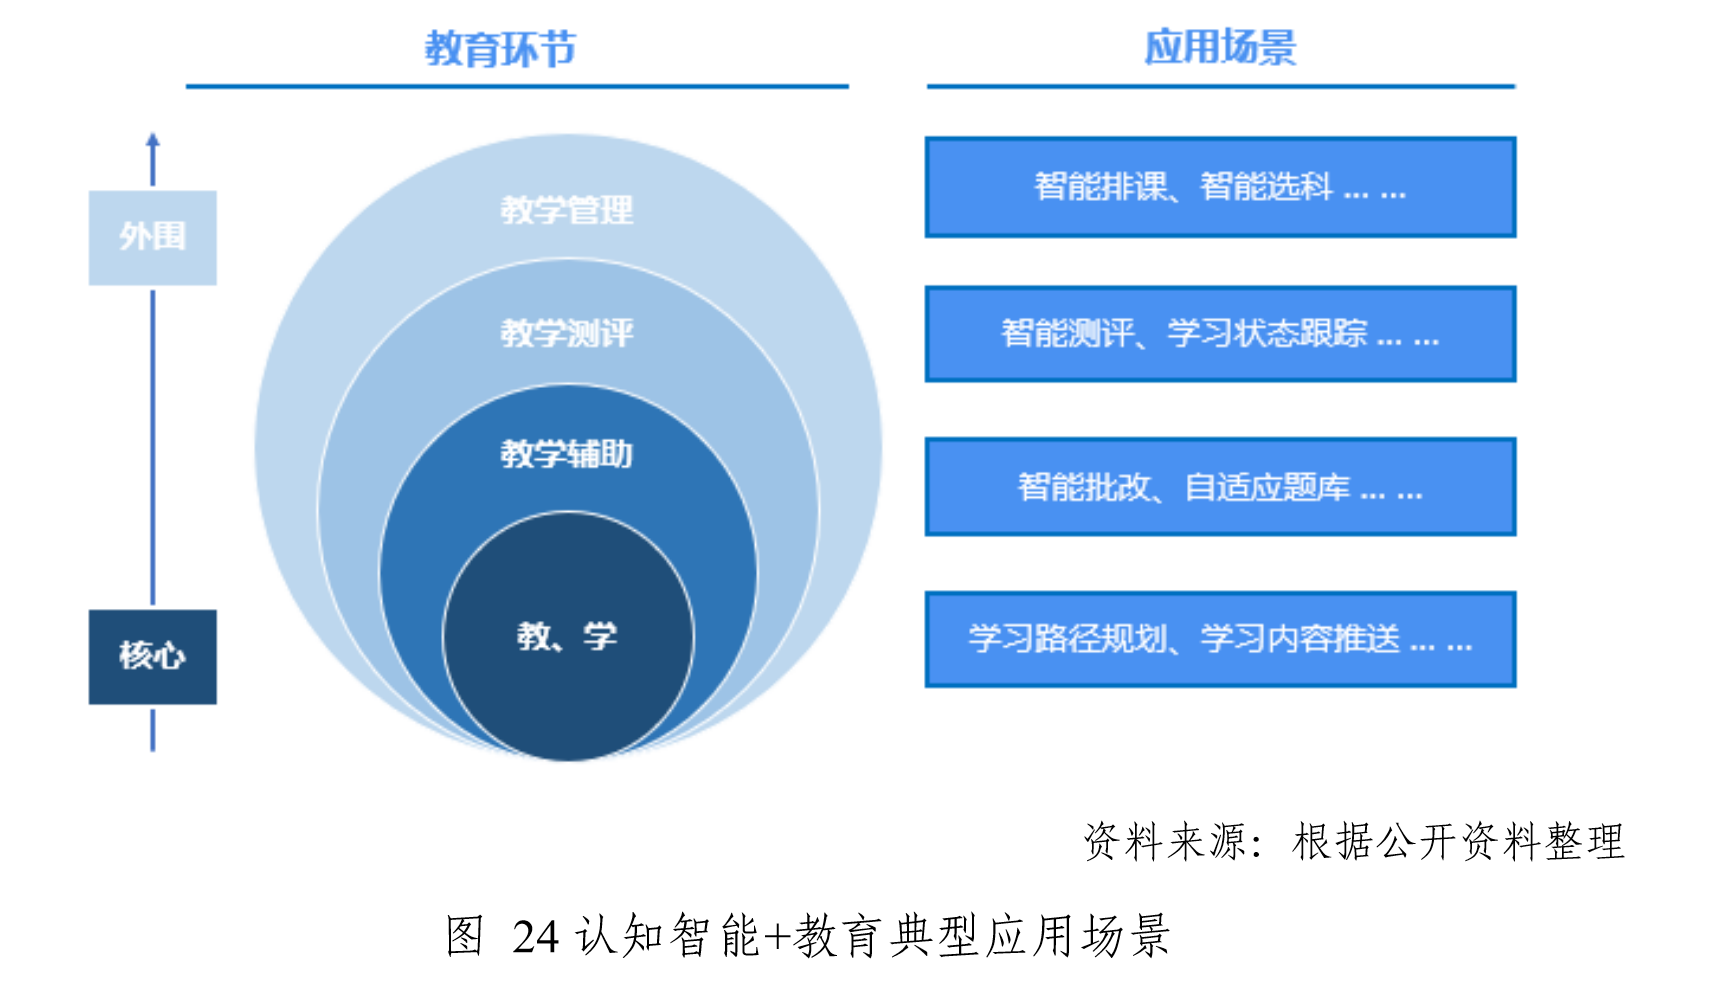 教育环节
应用场景
外围
核心
教学管理
教学测评
教学辅助
教、学
智能排课、智能选科 ... ...
智能测评、学习状态跟踪 ... ...
智能批改、自适应题库 ... ...
学习路径规划、学习内容推送 ... ...
资料来源：根据公开资料整理
图 24 认知智能+教育典型应用场景